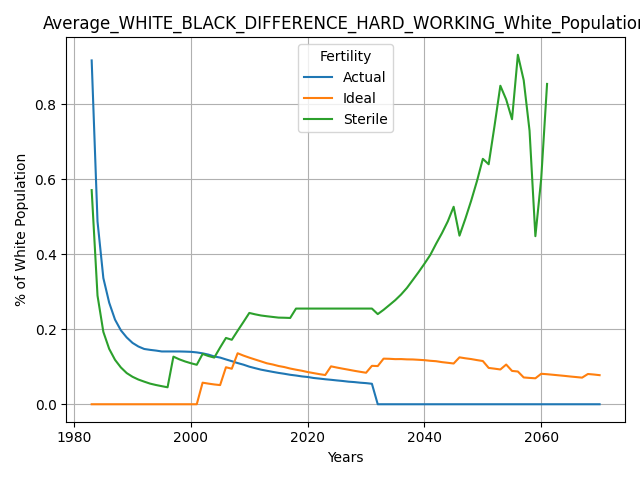 Average_WHITE_BLACK_DIFFERENCE_HARD_WORKING_White_Population
Fertility
Actual
Ideal
Sterile
% of White Population
0.8
0.6
0.4
0.2
0.0
1980 2000 2020 2040 2060
Years